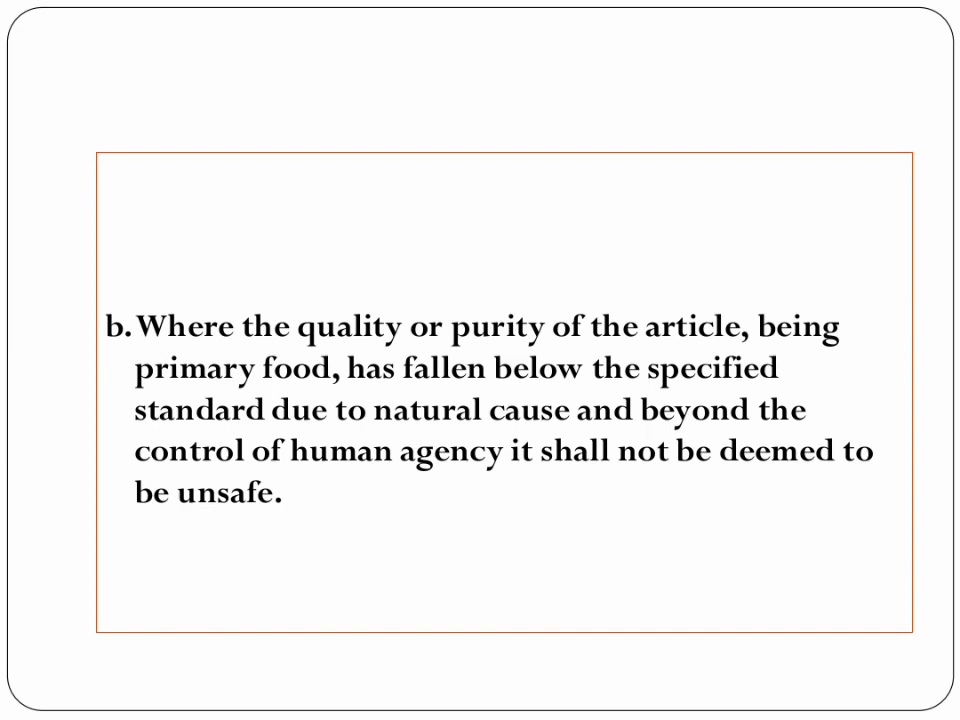 b. Where the quality or purity of the article, being
primary food, has fallen below the specified
standard due to natural cause and beyond the
control of human agency it shall not be deemed to
be unsafe.